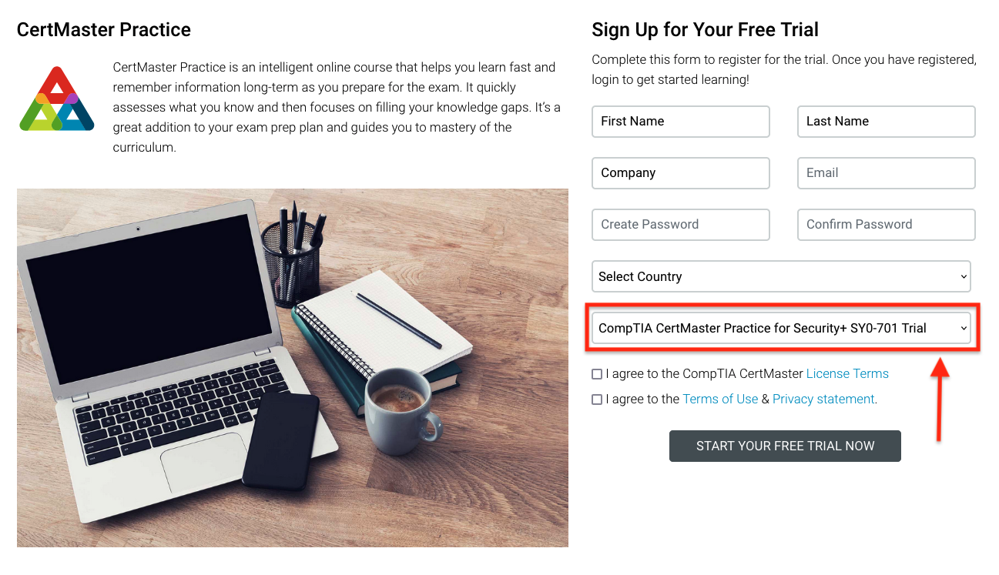 CertMaster Practice
CertMaster Practice is an intelligent online course that helps you learn fast and
remember information long-term as you prepare for the exam. It quickly
assesses what you know and then focuses on filling your knowledge gaps. It's a
great addition to your exam prep plan and guides you to mastery of the
curriculum.
Sign Up for Your Free Trial
Complete this form to register for the trial. Once you have registered,
login to get started learning!
First Name
Last Name
Company
Email
Create Password
Confirm Password
Select Country
CompTIA CertMaster Practice for Security+ SY0-701 Trial
I agree to the CompTIA CertMaster License Terms
I agree to the Terms of Use & Privacy statement.
START YOUR FREE TRIAL NOW